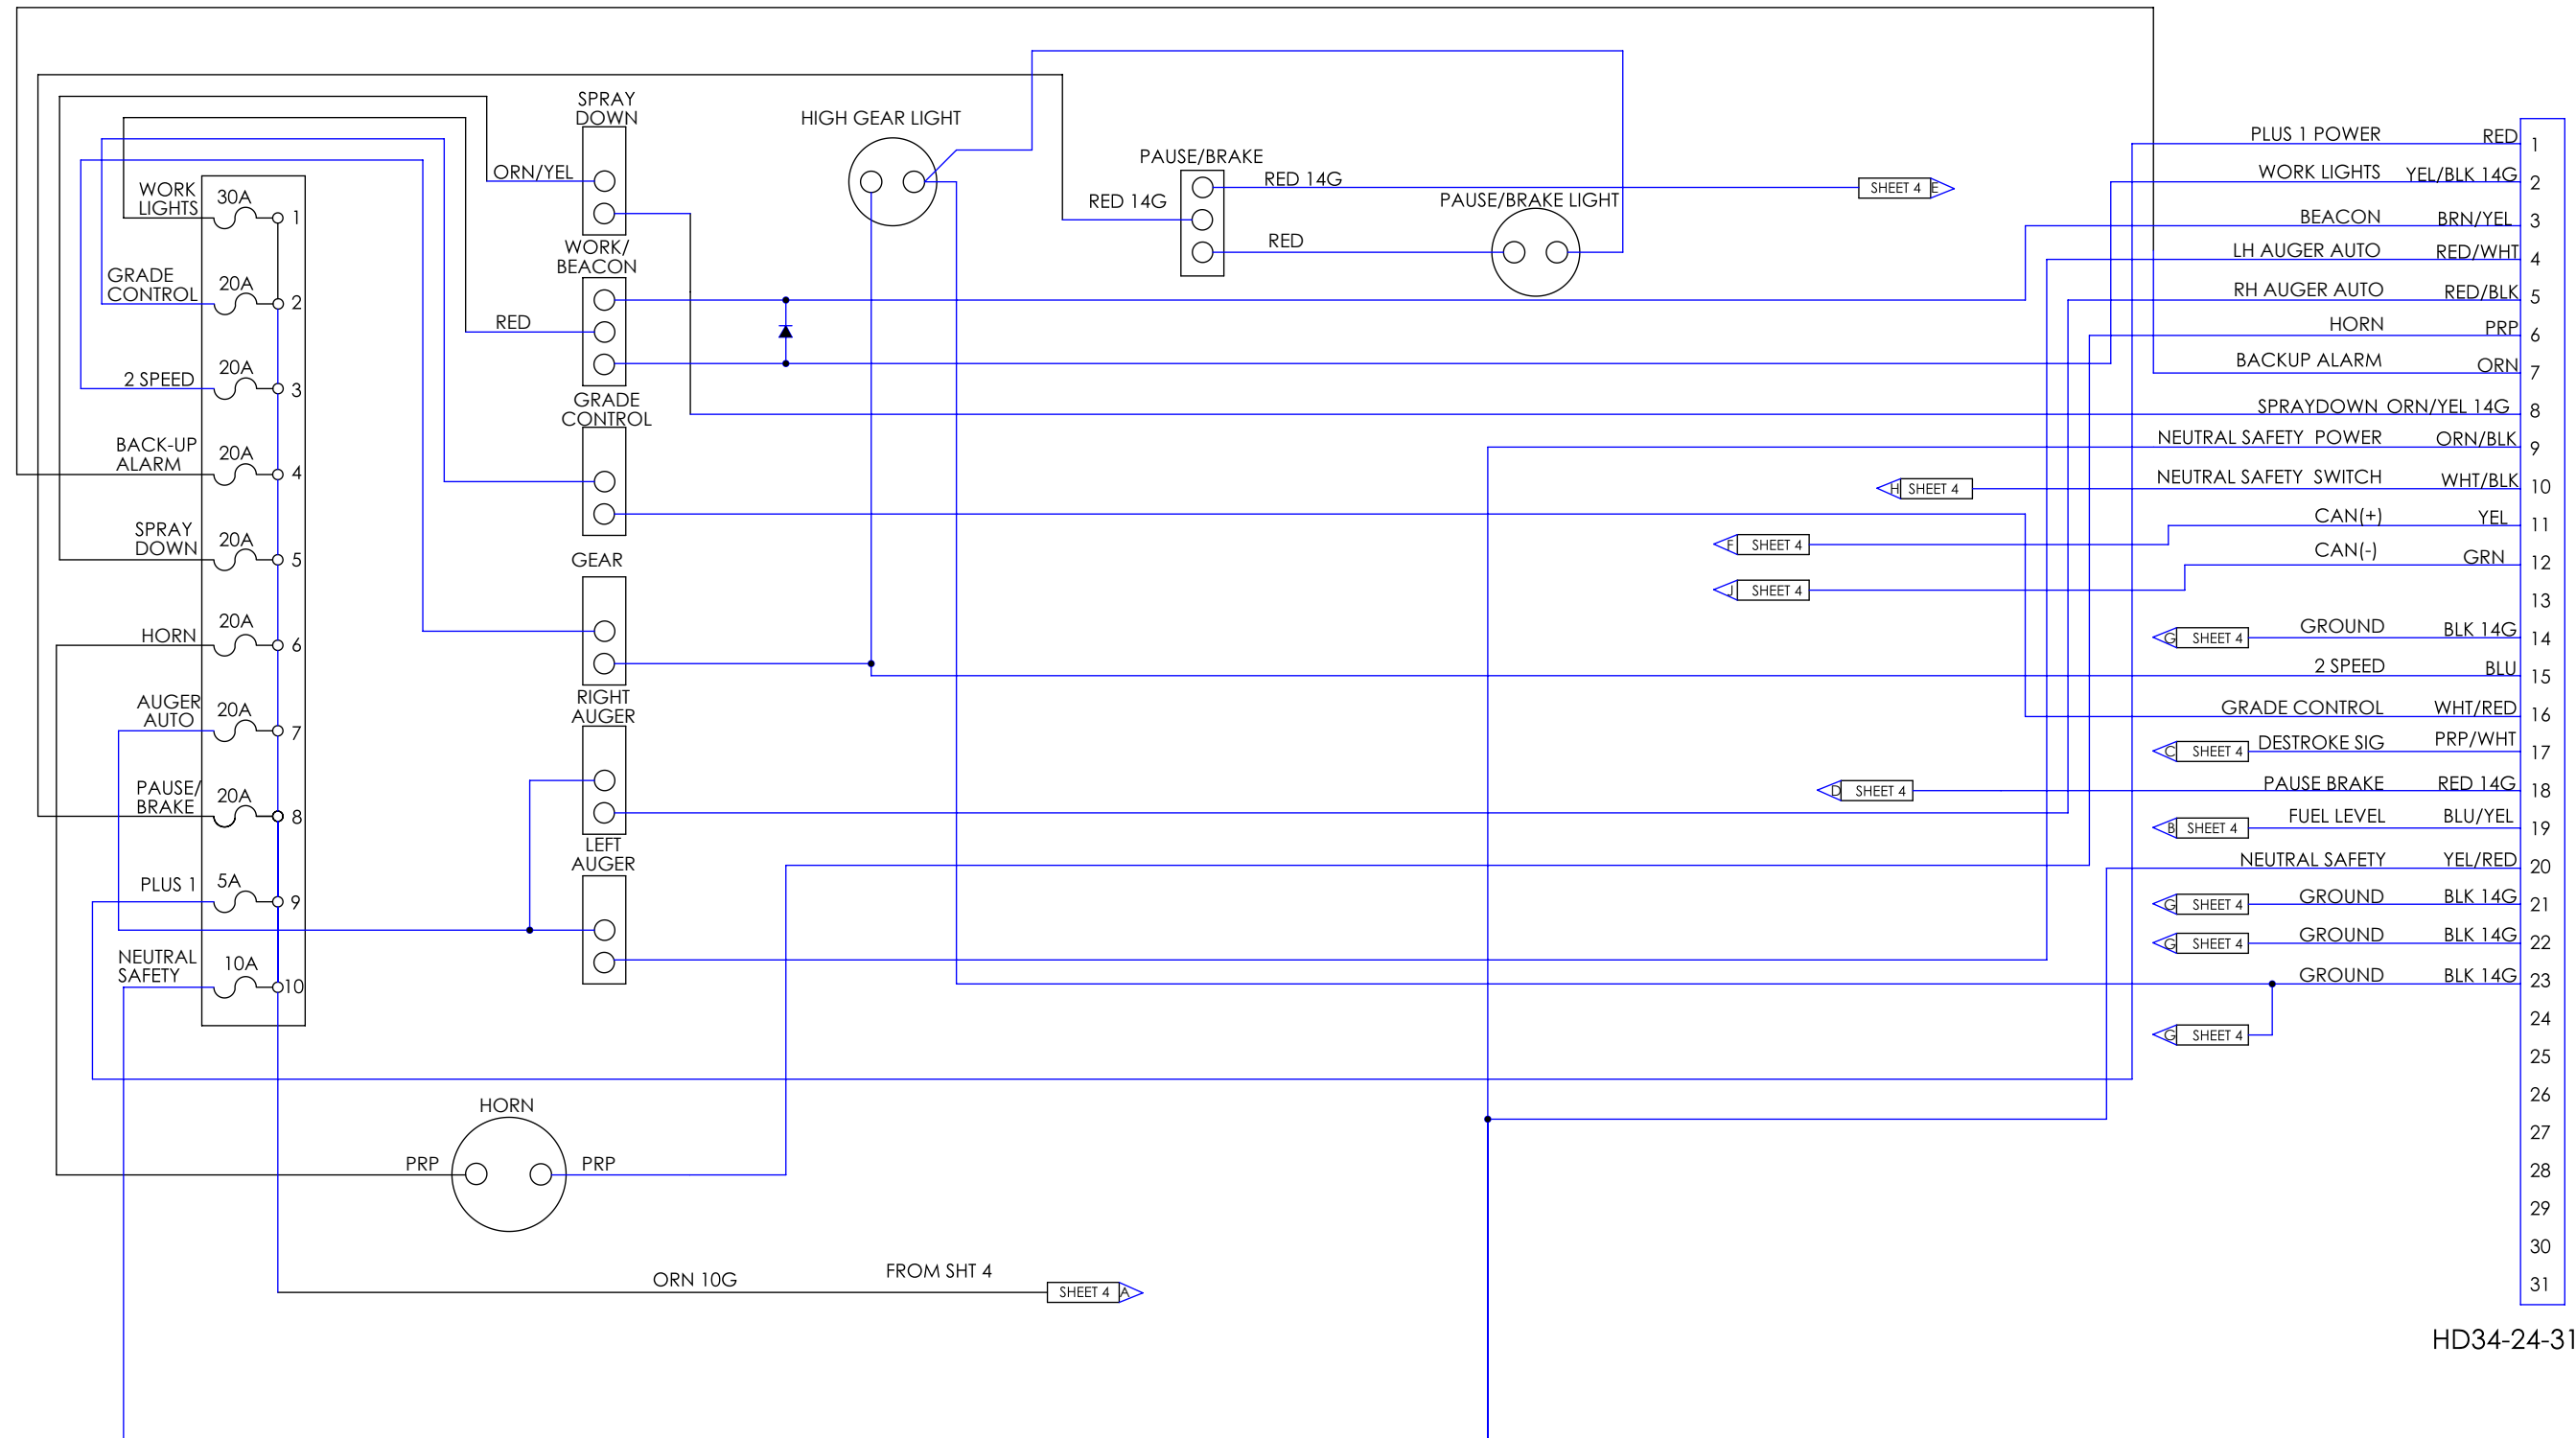 WORK
LIGHTS
30A
1
GRADE
CONTROL
20A
2
2 SPEED
20A
3
BACK-UP
ALARM
20A
4
SPRAY
DOWN
20A
5
HORN
20A
6
AUGER
AUTO
20A
7
PAUSE/
BRAKE
20A
8
PLUS 1
5A
9
NEUTRAL
SAFETY
10A
10
SPRAY
DOWN
ORN/YEL
WORK/
BEACON
RED
GRADE
CONTROL
GEAR
RIGHT
AUGER
LEFT
AUGER
HORN
PRP
PRP
ORN 10G
FROM SHT 4
SHEET 4 A
HIGH GEAR LIGHT
PAUSE/BRAKE
RED 14G
RED 14G
RED
PAUSE/BRAKE LIGHT
SHEET 4 E
PLUS 1 POWER RED 1
WORK LIGHTS YEL/BLK 14G 2
BEACON BRN/YEL 3
LH AUGER AUTO RED/WHT 4
RH AUGER AUTO RED/BLK 5
HORN PRP 6
BACKUP ALARM ORN 7
SPRAYDOWN ORN/YEL 14G 8
NEUTRAL SAFETY POWER ORN/BLK 9
H SHEET 4 NEUTRAL SAFETY SWITCH WHT/BLK 10
F SHEET 4 CAN(+) YEL 11
J SHEET 4 CAN(-) GRN 12
13
G SHEET 4 GROUND BLK 14G 14
2 SPEED BLU 15
GRADE CONTROL WHT/RED 16
C SHEET 4 DESTROKE SIG PRP/WHT 17
D SHEET 4 PAUSE BRAKE RED 14G 18
B SHEET 4 FUEL LEVEL BLU/YEL 19
NEUTRAL SAFETY YEL/RED 20
G SHEET 4 GROUND BLK 14G 21
G SHEET 4 GROUND BLK 14G 22
GROUND BLK 14G 23
G SHEET 4
24
25
26
27
28
29
30
31
HD34-24-31